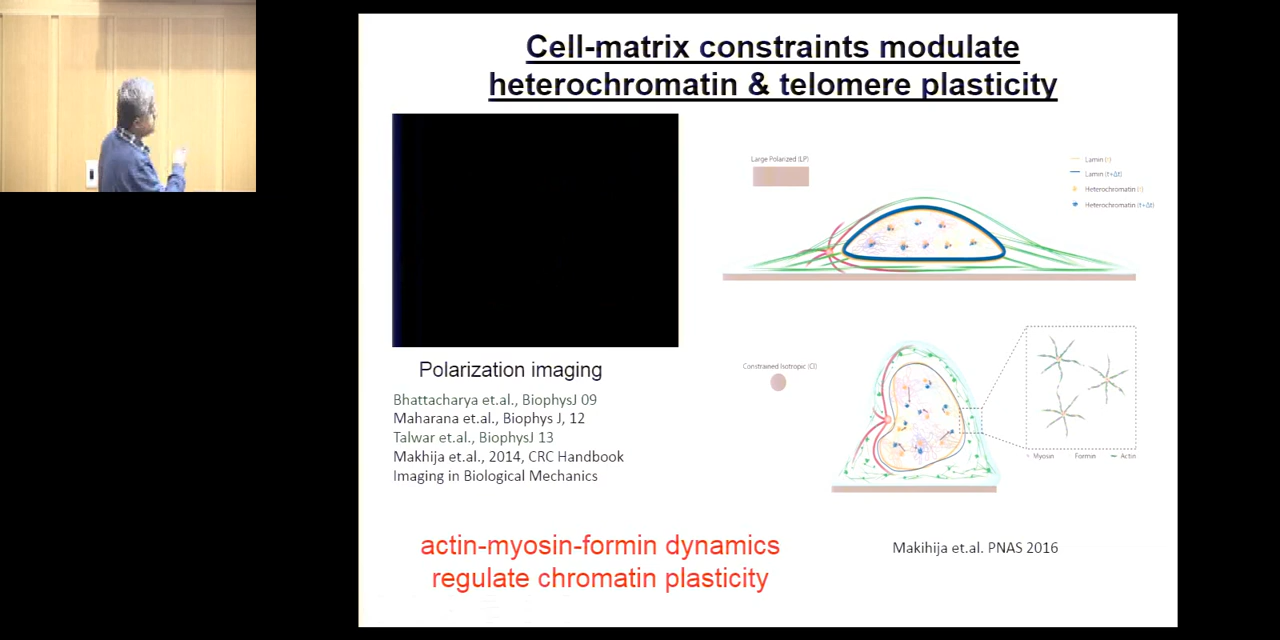 Cell-matrix constraints modulate
heterochromatin & telomere plasticity
Large Polarized (LP)
Lamin (t)
Lamin (t+Δt)
Heterochromatin (t)
Heterochromatin (t+Δt)
Polarization imaging
Bhattacharya et.al., BiophysJ 09
Maharana et.al., Biophys J, 12
Talwar et.al., BiophysJ 13
Makhija et.al., 2014, CRC Handbook
Imaging in Biological Mechanics
Constrained Isotropic (CI)
Myosin Formin Actin
actin-myosin-formin dynamics
regulate chromatin plasticity
Makihija et.al. PNAS 2016